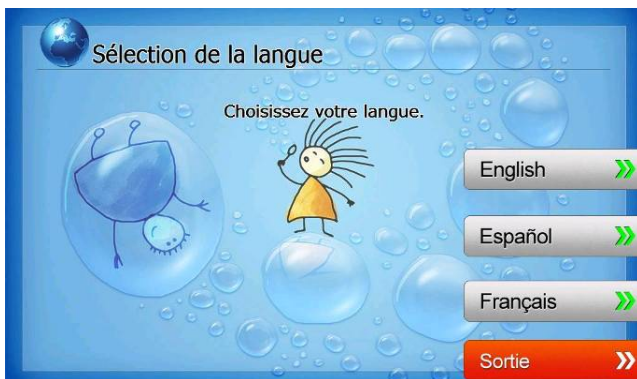 Sélection de la langue
Choisissez votre langue.
English
Español
Français
Sortie